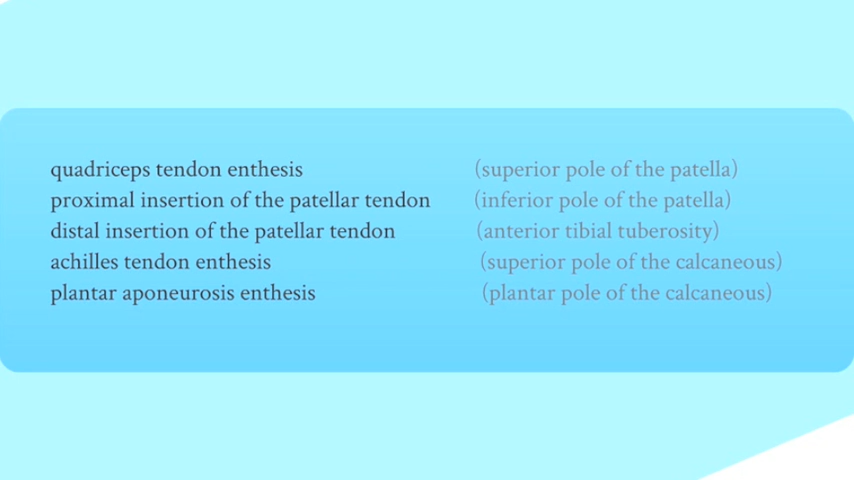 quadriceps tendon enthesis (superior pole of the patella)
proximal insertion of the patellar tendon (inferior pole of the patella)
distal insertion of the patellar tendon (anterior tibial tuberosity)
achilles tendon enthesis (superior pole of the calcaneous)
plantar aponeurosis enthesis (plantar pole of the calcaneous)